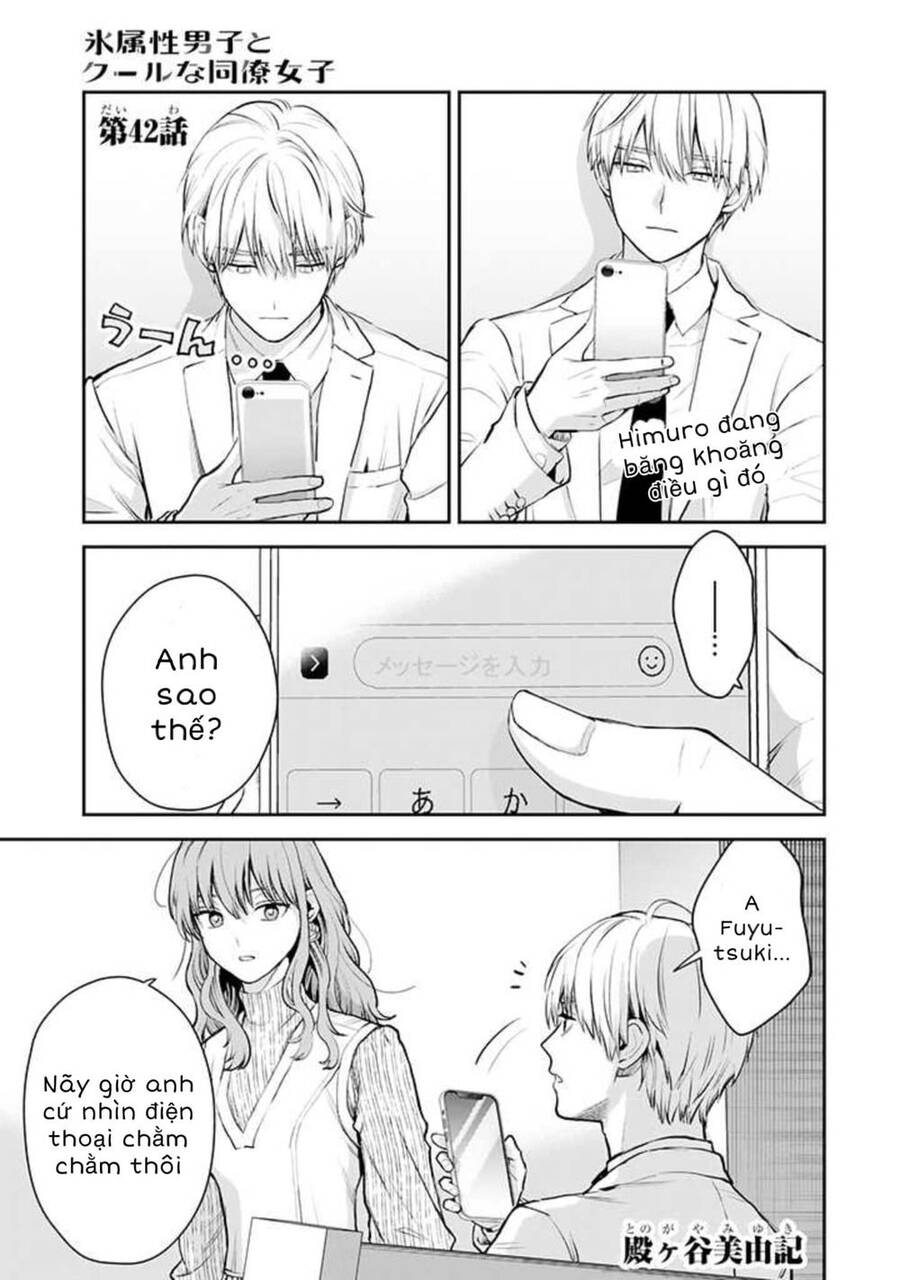 氷属性男子と
クールな同僚女子
だい わ
第42話
Himuro đang
băng khoăng
điều gì đó
うーん
…
Anh
sao
thế?
メッセージを入力
→
あ
か
A
Fuyu-
tsuki...
Nãy giờ anh
cứ nhìn điện
thoại chằm
chằm thôi
とのがやみゆき
殿ヶ谷美由記